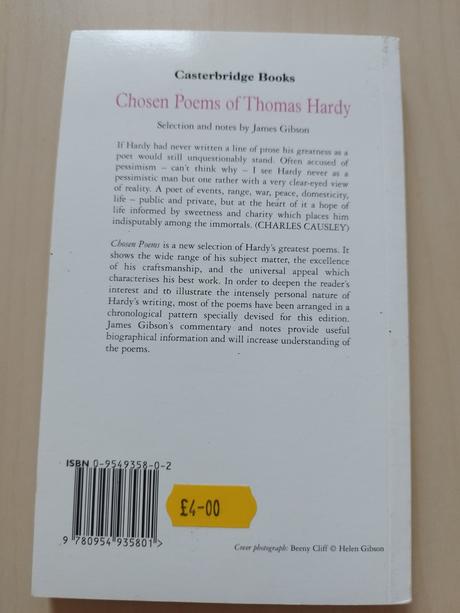 Casterbridge Books
Chosen Poems of Thomas Hardy
Selection and notes by James Gibson
If Hardy had never written a line of prose his greatness as a
poet would still unquestionably stand. Often accused of
pessimism – can't think why – I see Hardy never as a
pessimistic man but one rather with a very clear-eyed view
of reality. A poet of events, range, war, peace, domesticity,
life – public and private, but at the heart of it a hope of
life informed by sweetness and charity which places him
indisputably among the immortals. (CHARLES CAUSLEY)
Chosen Poems is a new selection of Hardy's greatest poems. It
shows the wide range of his subject matter, the excellence
of his craftsmanship, and the universal appeal which
characterises his best work. In order to deepen the reader's
interest and to illustrate the intensely personal nature of
Hardy's writing, most of the poems have been arranged in a
chronological pattern specially devised for this edition.
James Gibson's commentary and notes provide useful
biographical information and will increase understanding of
the poems.
ISBN 0-9549358-0-2
£4-00
9 780954 935801 >
Cover photograph: Beeny Cliff © Helen Gibson